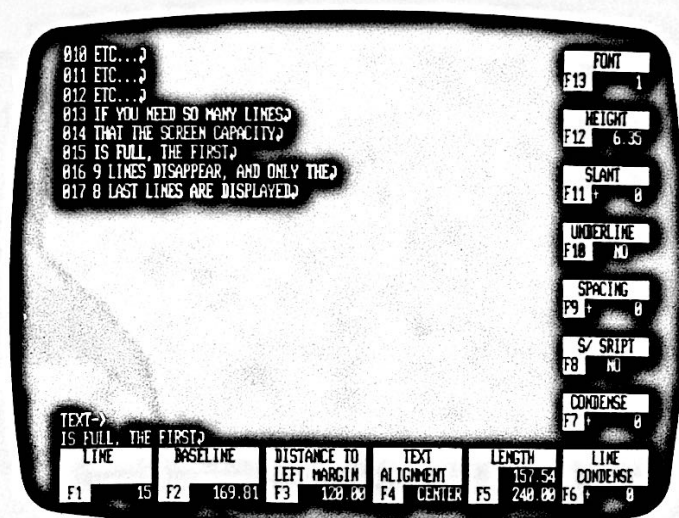 010 ETC...
011 ETC...
012 ETC...
013 IF YOU NEED SO MANY LINES
014 THAT THE SCREEN CAPACITY
015 IS FULL, THE FIRST
016 9 LINES DISAPPEAR, AND ONLY THE
017 8 LAST LINES ARE DISPLAYED
FONT
F13 1
HEIGHT
F12 6.35
SLANT
F11 + 0
UNDERLINE
F10 NO
SPACING
F9 + 0
S/ SRIPT
F8 NO
CONDENSE
F7 + 0
TEXT->
IS FULL, THE FIRST
LINE
F1 15
BASELINE
F2 169.81
DISTANCE TO
LEFT MARGIN
F3 120.00
TEXT
ALIGNMENT
F4 CENTER
LENGTH
157.54
F5 240.00
LINE
CONDENSE
F6 + 0